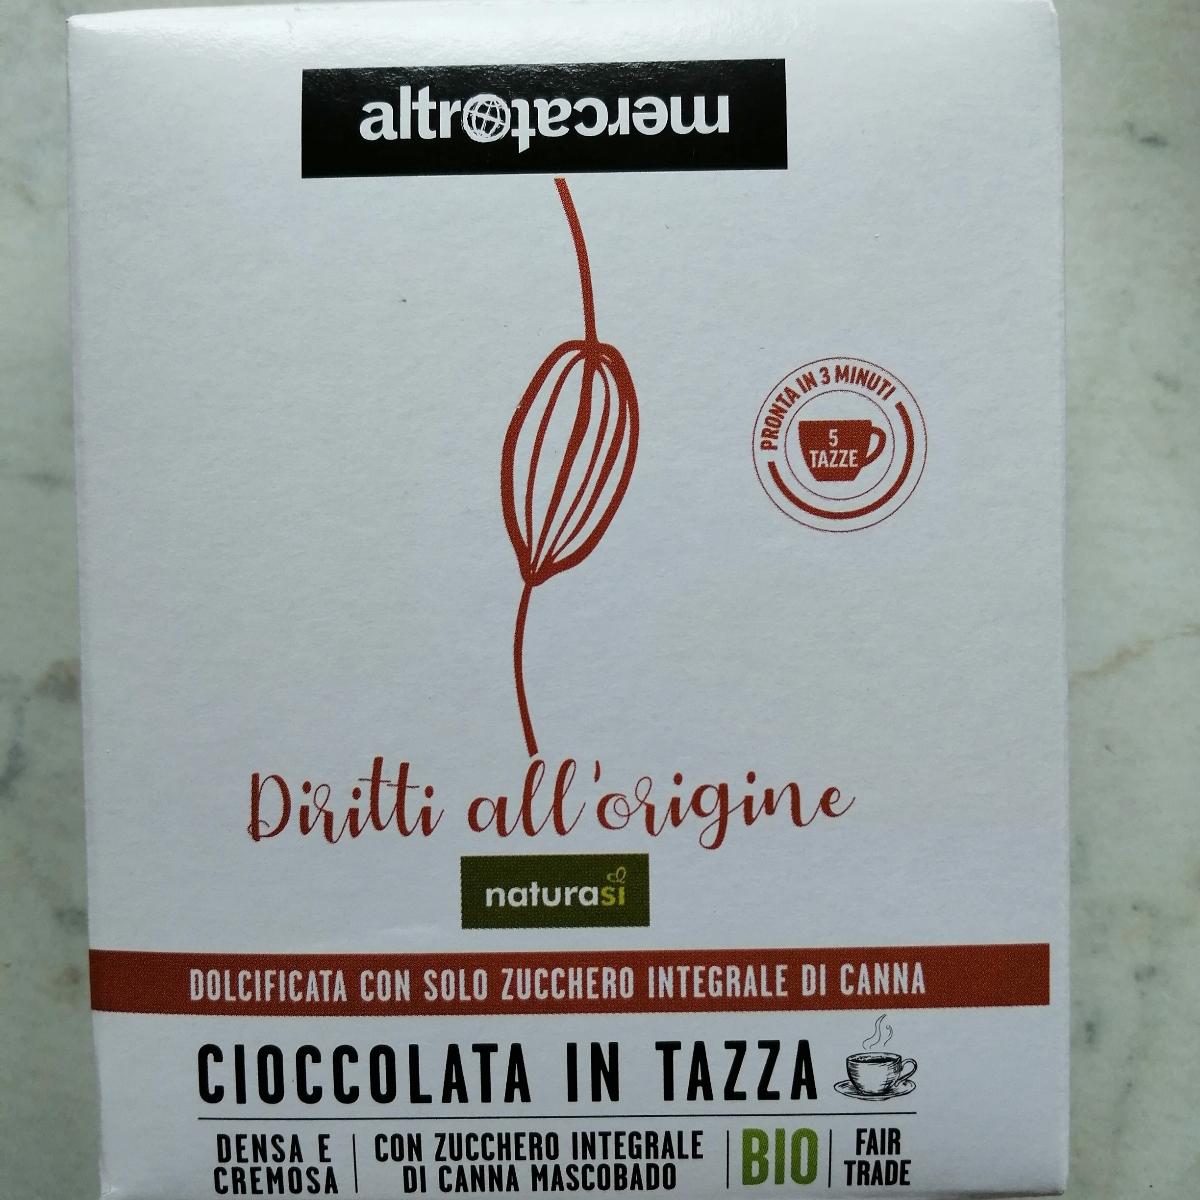 altromercato
PRONTA IN 3 MINUTI
5
TAZZE
Diritti all'origine
naturasì
DOLCIFICATA CON SOLO ZUCCHERO INTEGRALE DI CANNA
CIOCCOLATA IN TAZZA
DENSA E
CREMOSA
CON ZUCCHERO INTEGRALE
DI CANNA MASCOBADO
BIO
FAIR
TRADE